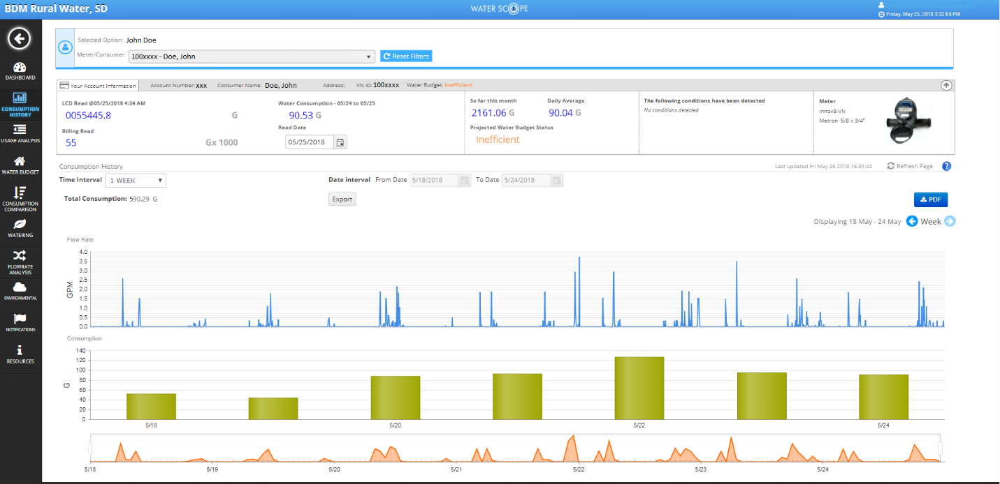 BDM Rural Water, SD
WATER SCOPE
Friday, May 25, 2018 3:32:04 PM
DASHBOARD
CONSUMPTION
HISTORY
USAGE ANALYSIS
WATER BUDGET
CONSUMPTION
COMPARISON
WATERING
FLOWRATE
ANALYSIS
ENVIRONMENTAL
NOTIFICATIONS
RESOURCES
Selected Option: John Doe
Meter/Consumer: 100xxxx - Doe, John Reset Filters
Your Account Information Account Number: xxx Consumer Name: Doe, John Address: VN ID: 100xxxx Water Budget: Inefficient
LCD Read @05/25/2018 4:34 AM
0055445.8 G
Billing Read
55 Gx 1000
Water Consumption - 05/24 to 05/25
90.53 G
Read Date
05/25/2018
So far this month Daily Average
2161.06 G 90.04 G
Projected Water Budget Status
Inefficient
The following conditions have been detected
No conditions detected
Meter
innov8-VN
Metron 5/8 x 3/4"
Consumption History Last updated Fri May 25 2018 15:31:42 Refresh Page ?
Time Interval 1 WEEK Date interval From Date 5/18/2018 To Date 5/24/2018
Total Consumption: 590.29 G Export PDF
Displaying 18 May - 24 May Week
Flow Rate
GPM
4.0
3.5
3.0
2.5
2.0
1.5
1.0
0.5
0.0
Consumption
G
140
120
100
80
60
40
20
0
5/18 5/20 5/22 5/24
5/18 5/19 5/20 5/21 5/22 5/23 5/24